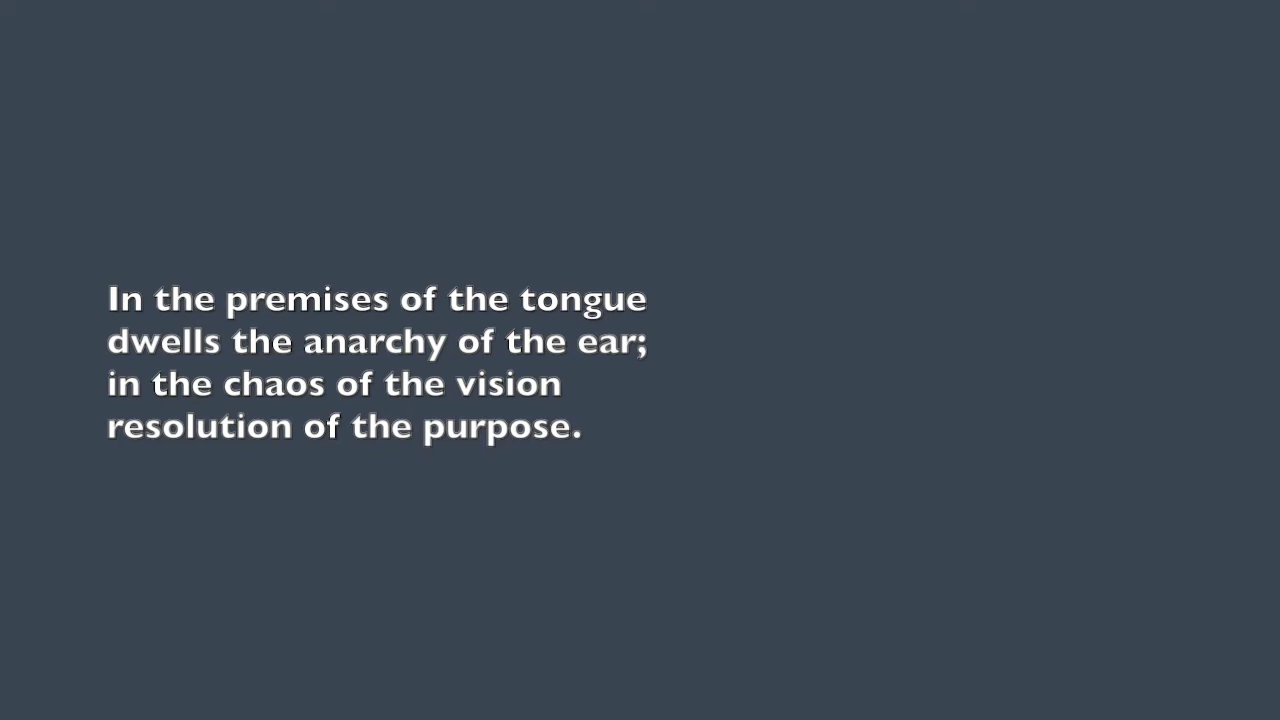 In the premises of the tongue
dwells the anarchy of the ear;
in the chaos of the vision
resolution of the purpose.